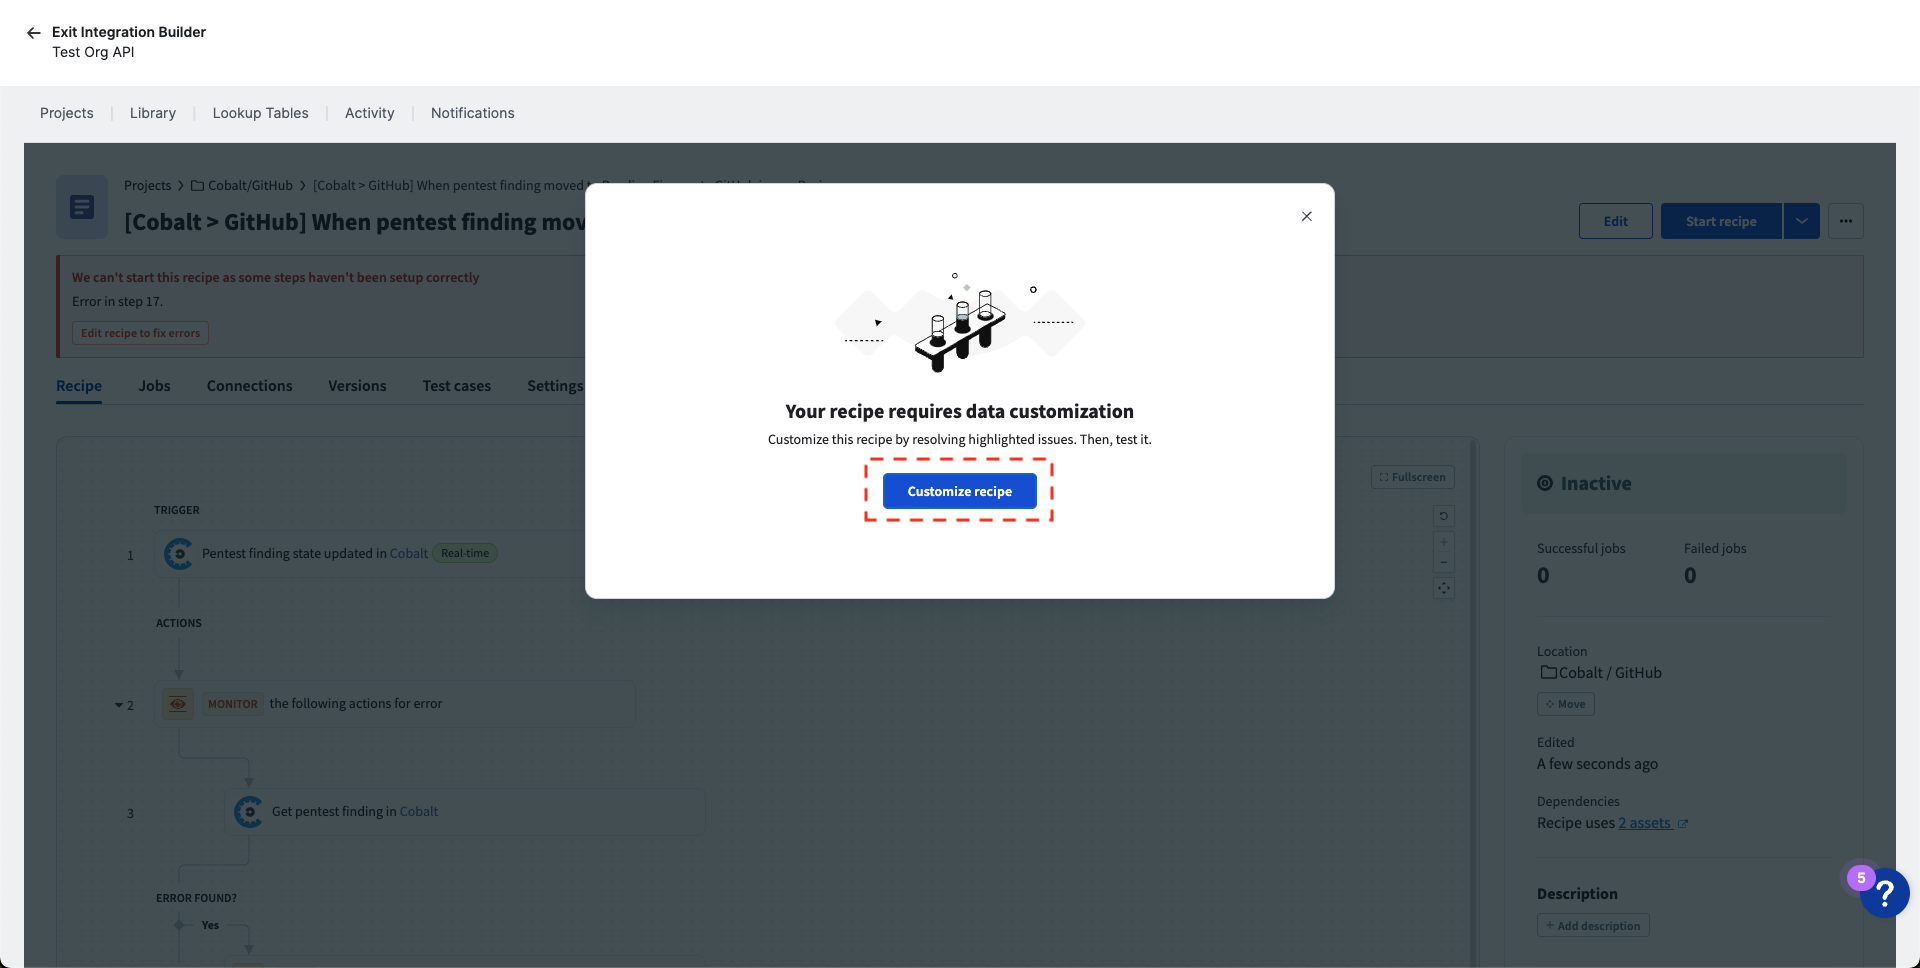 Exit Integration Builder
Test Org API
Projects
Library
Lookup Tables
Activity
Notifications
Projects > Cobalt/GitHub > [Cobalt > GitHub] When pentest finding moved
[Cobalt > GitHub] When pentest finding mov
Edit
Start recipe
We can't start this recipe as some steps haven't been setup correctly
Error in step 17.
Edit recipe to fix errors
Recipe
Jobs
Connections
Versions
Test cases
Settings
Your recipe requires data customization
Customize this recipe by resolving highlighted issues. Then, test it.
Customize recipe
Fullscreen
TRIGGER
1
Pentest finding state updated in Cobalt
Real-time
ACTIONS
2
MONITOR the following actions for error
3
Get pentest finding in Cobalt
ERROR FOUND?
Yes
Inactive
Successful jobs
Failed jobs
0
0
Location
Cobalt / GitHub
Move
Edited
A few seconds ago
Dependencies
Recipe uses 2 assets
Description
+ Add description
5
?